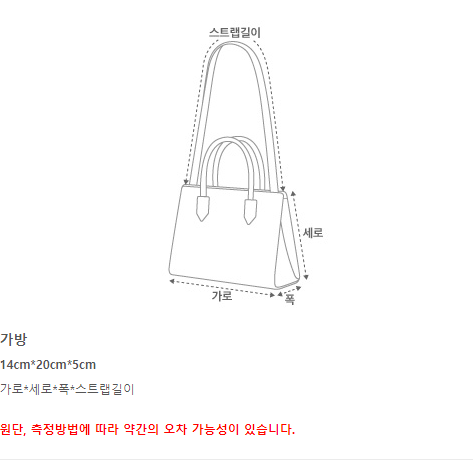 스트랩길이
세로
가로
폭
가방
14cm*20cm*5cm
가로*세로*폭*스트랩길이
원단, 측정방법에 따라 약간의 오차 가능성이 있습니다.